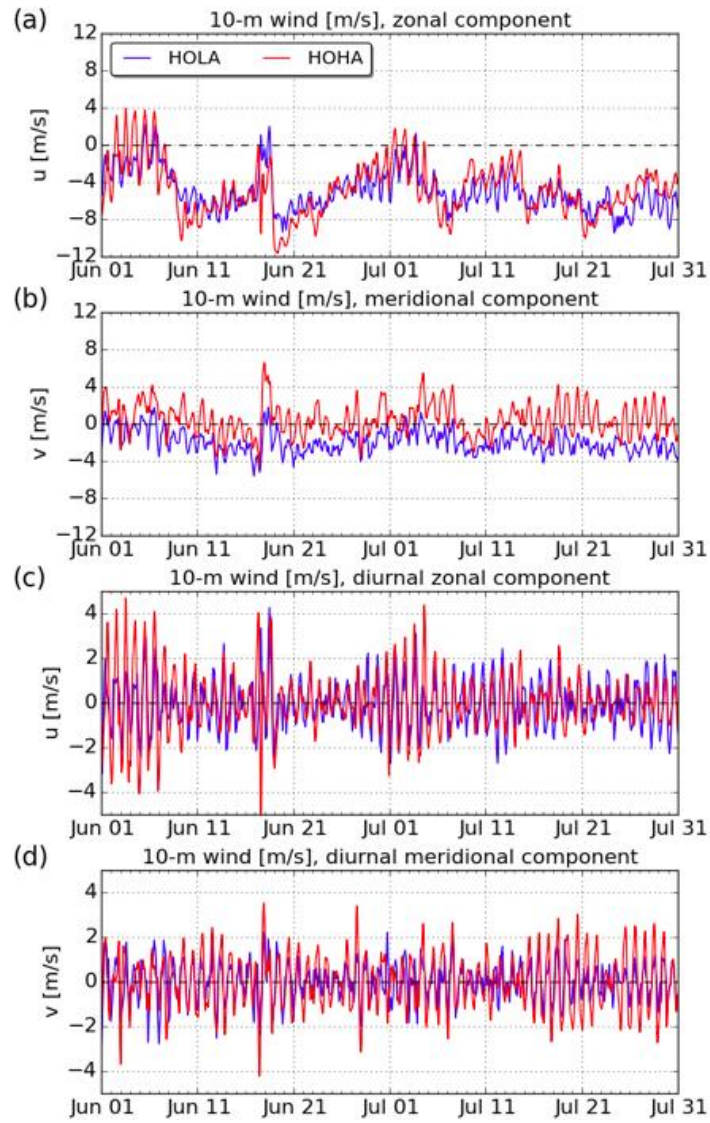 (a)
10-m wind [m/s], zonal component
HOLA HOHA
u [m/s]
12
8
4
0
−4
−8
−12
Jun 01 Jun 11 Jun 21 Jul 01 Jul 11 Jul 21 Jul 31
(b)
10-m wind [m/s], meridional component
v [m/s]
12
8
4
0
−4
−8
−12
Jun 01 Jun 11 Jun 21 Jul 01 Jul 11 Jul 21 Jul 31
(c)
10-m wind [m/s], diurnal zonal component
u [m/s]
4
2
0
−2
−4
Jun 01 Jun 11 Jun 21 Jul 01 Jul 11 Jul 21 Jul 31
(d)
10-m wind [m/s], diurnal meridional component
v [m/s]
4
2
0
−2
−4
Jun 01 Jun 11 Jun 21 Jul 01 Jul 11 Jul 21 Jul 31